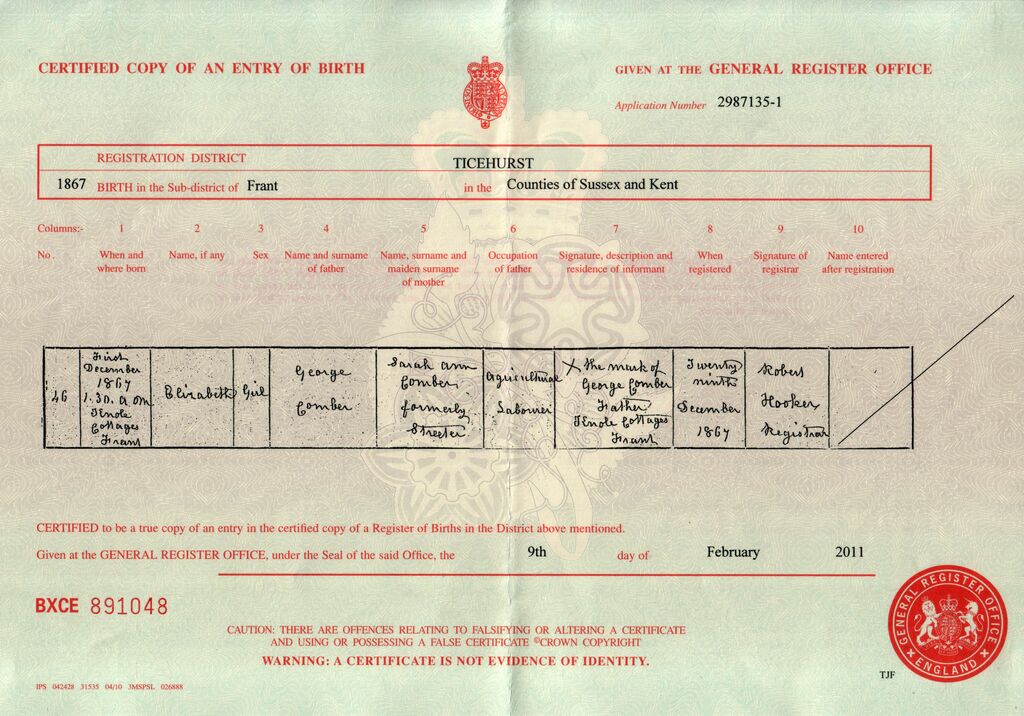 CERTIFIED COPY OF AN ENTRY OF BIRTH
GIVEN AT THE GENERAL REGISTER OFFICE
Application Number 2987135-1
REGISTRATION DISTRICT TICEHURST
1867 BIRTH in the Sub-district of Frant in the Counties of Sussex and Kent
Columns:- 1 2 3 4 5 6 7 8 9 10
No. When and where born
Name, if any
Sex
Name and surname of father
Name, surname and maiden surname of mother
Occupation of father
Signature, description and residence of informant
When registered
Signature of registrar
Name entered after registration
46
First
December
1867
1.30. a.m
Cottages
Frant
Elizabeth
Girl
George
Comber
Sarah Ann
Comber
formerly
Streeter
Agricultural
Labourer
X the mark of
George Comber
Father
Cottages
Frant
Twenty
ninth
December
1867
Robert
Hooker
Registrar
CERTIFIED to be a true copy of an entry in the certified copy of a Register of Births in the District above mentioned.
Given at the GENERAL REGISTER OFFICE, under the Seal of the said Office, the 9th day of February 2011
BXCE 891048
CAUTION: THERE ARE OFFENCES RELATING TO FALSIFYING OR ALTERING A CERTIFICATE
AND USING OR POSSESSING A FALSE CERTIFICATE ©CROWN COPYRIGHT
WARNING: A CERTIFICATE IS NOT EVIDENCE OF IDENTITY.
GENERAL REGISTER OFFICE
ENGLAND
TJF
IPS 042428 31535 04/10 3MSPSL 026888